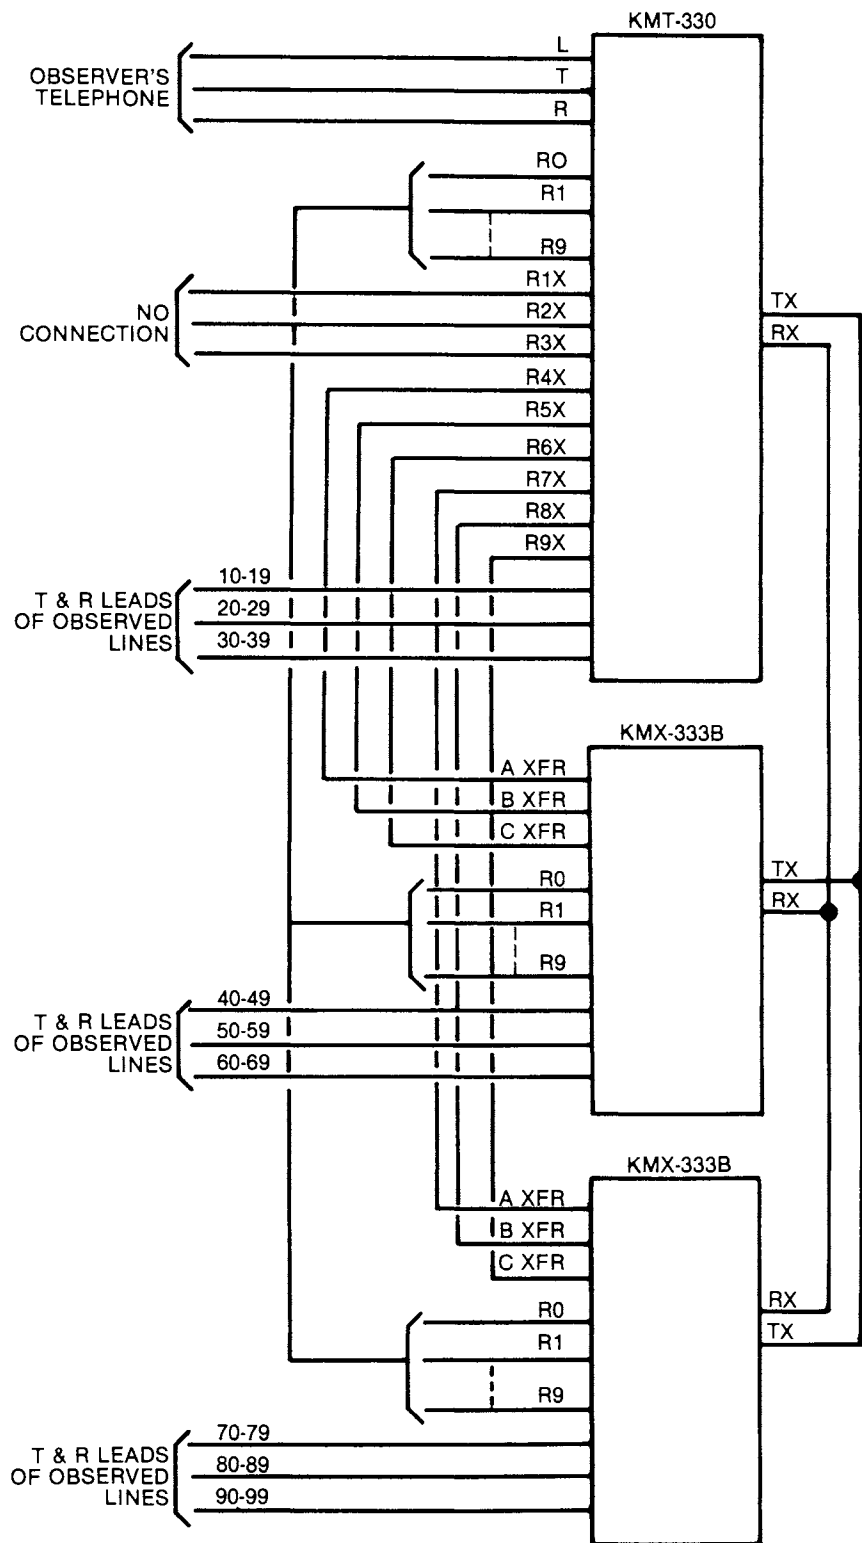 KMT-330
L
OBSERVER'S
TELEPHONE
T
R
RO
R1
R9
R1X
NO
CONNECTION
R2X
R3X
TX
RX
R4X
R5X
R6X
R7X
R8X
R9X
T & R LEADS
OF OBSERVED
LINES
10-19
20-29
30-39
KMX-333B
A XFR
B XFR
C XFR
TX
RX
R0
R1
R9
T & R LEADS
OF OBSERVED
LINES
40-49
50-59
60-69
KMX-333B
A XFR
B XFR
C XFR
RX
TX
R0
R1
R9
T & R LEADS
OF OBSERVED
LINES
70-79
80-89
90-99